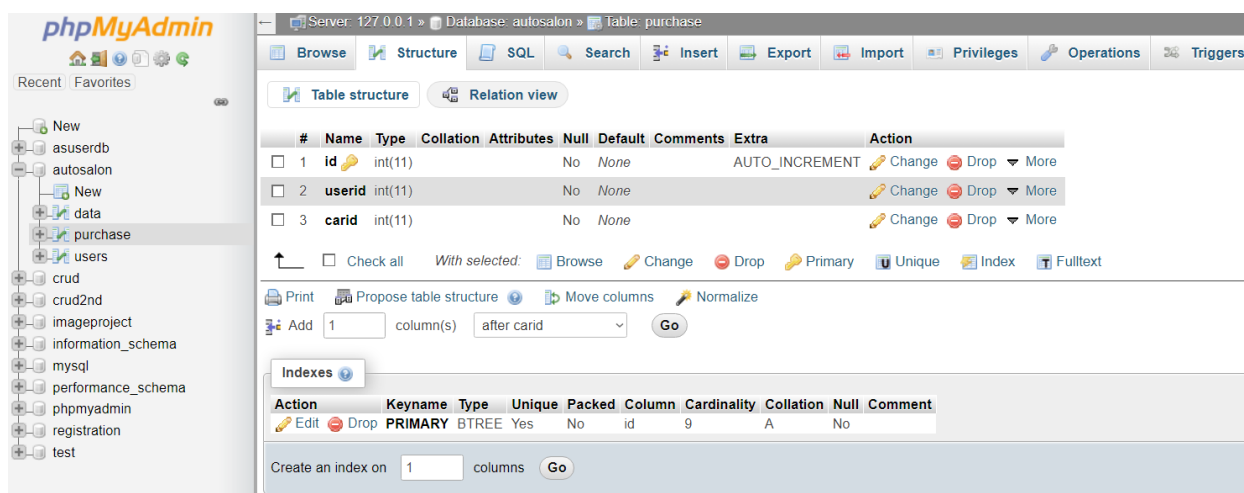 phpMyAdmin
Recent Favorites
New
asuserdb
autosalon
New
data
purchase
users
crud
crud2nd
imageproject
information_schema
mysql
performance_schema
phpmyadmin
registration
test
Server: 127.0.0.1 » Database: autosalon » Table: purchase
Browse Structure SQL Search Insert Export Import Privileges Operations Triggers
Table structure Relation view
# Name Type Collation Attributes Null Default Comments Extra Action
1 id int(11) No None AUTO_INCREMENT Change Drop More
2 userid int(11) No None Change Drop More
3 carid int(11) No None Change Drop More
Check all With selected: Browse Change Drop Primary Unique Index Fulltext
Print Propose table structure Move columns Normalize
Add 1 column(s) after carid Go
Indexes
Action Keyname Type Unique Packed Column Cardinality Collation Null Comment
Edit Drop PRIMARY BTREE Yes No id 9 A No
Create an index on 1 columns Go